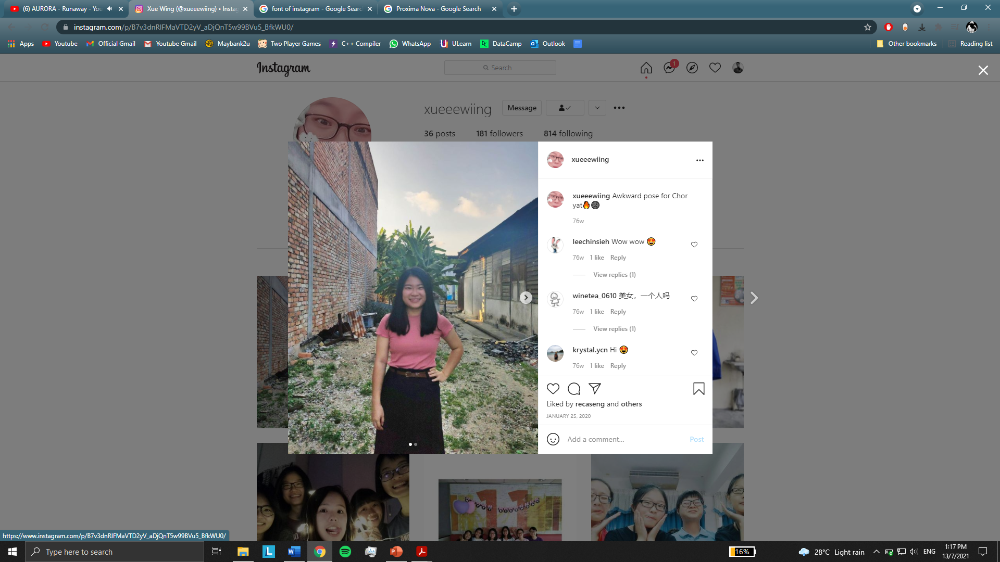 (6) AURORA - Runaway - You
Xue Wing (@xueeewiing) • Instag
font of instagram - Google Searc
Proxima Nova - Google Search
instagram.com/p/B7v3dnRlFMaVTD2yV_aDjQnT5w99BVu5_BfkWU0/
Apps
Youtube
Official Gmail
Youtube Gmail
Maybank2u
Two Player Games
C++ Compiler
WhatsApp
ULearn
DataCamp
Outlook
Other bookmarks
Reading list
Instagram
Search
1
xueeewiing
Message
36 posts
181 followers
814 following
xueeewiing
xueeewiing Awkward pose for Chor
yat🔥🌚
76w
leechinsieh Wow wow 😍
76w 1 like Reply
View replies (1)
winetea_0610 美女，一个人吗
76w 1 like Reply
View replies (1)
krystal.ycn Hi 😍
76w 1 like Reply
Liked by recaseng and others
JANUARY 25, 2020
Add a comment...
Post
11
https://www.instagram.com/p/B7v3dnRlFMaVTD2yV_aDjQnT5w99BVu5_BfkWU0/
Type here to search
16%
28°C Light rain
ENG
1:17 PM
13/7/2021